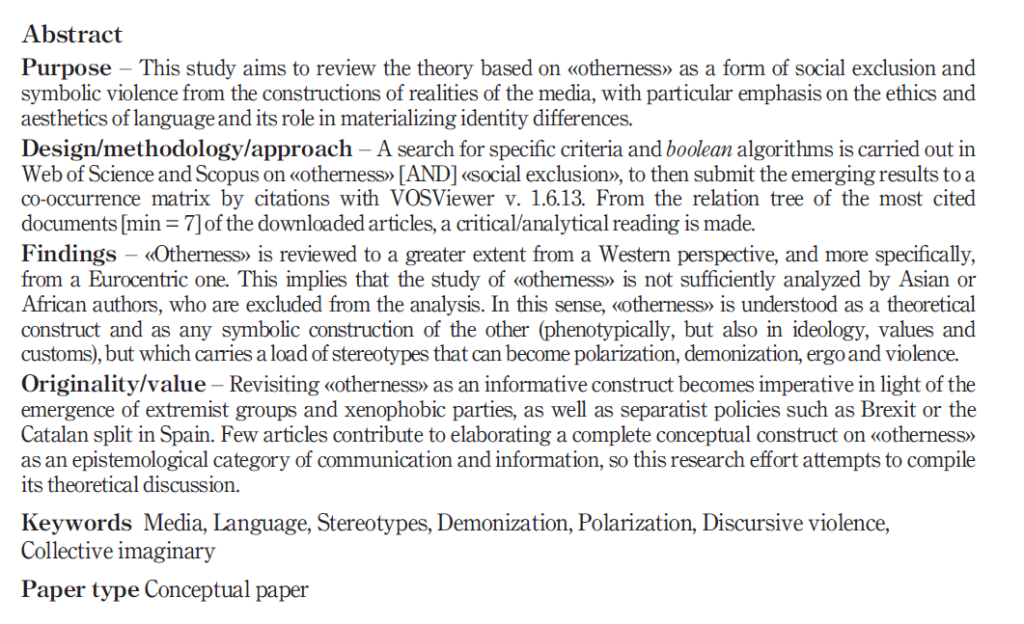 Abstract
Purpose – This study aims to review the theory based on «otherness» as a form of social exclusion and
symbolic violence from the constructions of realities of the media, with particular emphasis on the ethics and
aesthetics of language and its role in materializing identity differences.
Design/methodology/approach – A search for specific criteria and boolean algorithms is carried out in
Web of Science and Scopus on «otherness» [AND] «social exclusion», to then submit the emerging results to a
co-occurrence matrix by citations with VOSViewer v. 1.6.13. From the relation tree of the most cited
documents [min = 7] of the downloaded articles, a critical/analytical reading is made.
Findings – «Otherness» is reviewed to a greater extent from a Western perspective, and more specifically,
from a Eurocentric one. This implies that the study of «otherness» is not sufficiently analyzed by Asian or
African authors, who are excluded from the analysis. In this sense, «otherness» is understood as a theoretical
construct and as any symbolic construction of the other (phenotypically, but also in ideology, values and
customs), but which carries a load of stereotypes that can become polarization, demonization, ergo and violence.
Originality/value – Revisiting «otherness» as an informative construct becomes imperative in light of the
emergence of extremist groups and xenophobic parties, as well as separatist policies such as Brexit or the
Catalan split in Spain. Few articles contribute to elaborating a complete conceptual construct on «otherness»
as an epistemological category of communication and information, so this research effort attempts to compile
its theoretical discussion.
Keywords Media, Language, Stereotypes, Demonization, Polarization, Discursive violence,
Collective imaginary
Paper type Conceptual paper